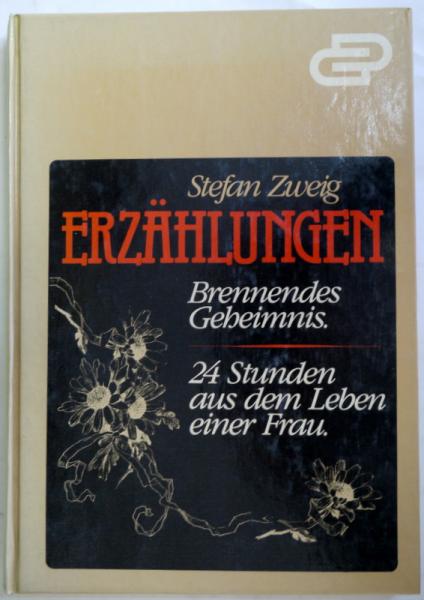 Stefan Zweig
ERZÄHLUNGEN
Brennendes
Geheimnis.
24 Stunden
aus dem Leben
einer Frau.